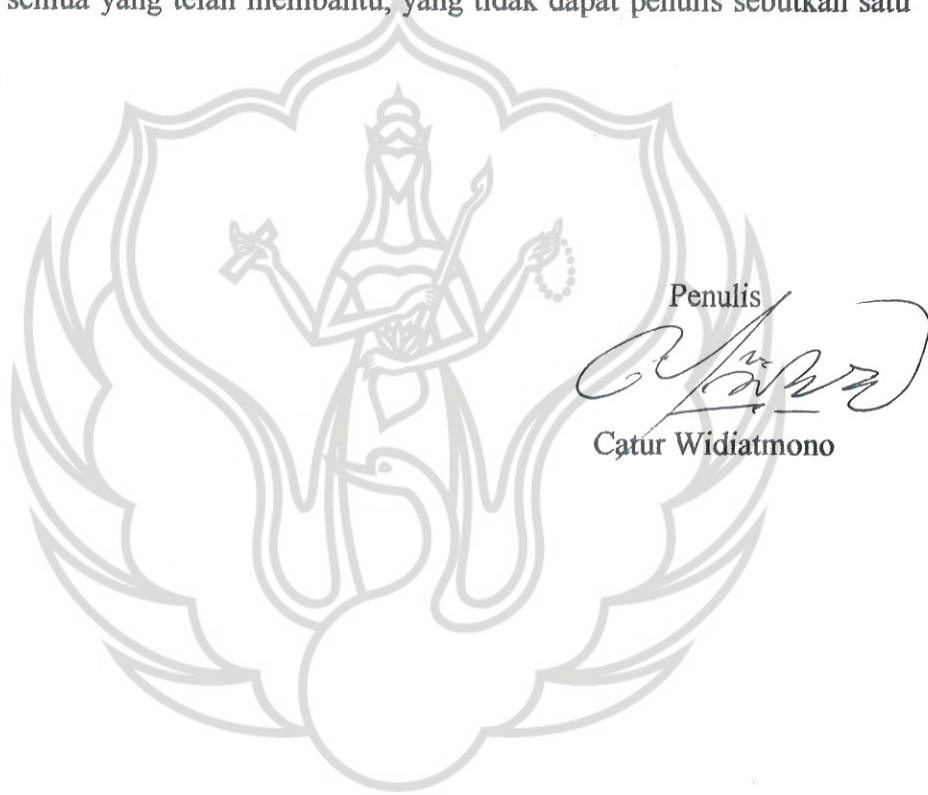 semua yang telah membantu, yang tidak dapat penulis sebutkan satu
Penulis
Catur Widiatmono